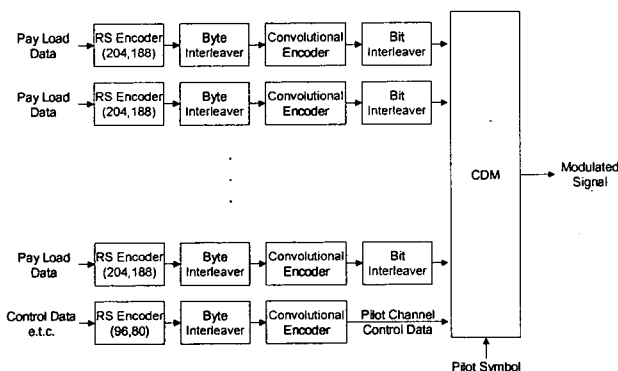 Pay Load
Data
RS Encoder
(204,188)
Byte
Interleaver
Convolutional
Encoder
Bit
Interleaver
Pay Load
Data
RS Encoder
(204,188)
Byte
Interleaver
Convolutional
Encoder
Bit
Interleaver
CDM
Modulated
Signal
Pay Load
Data
RS Encoder
(204,188)
Byte
Interleaver
Convolutional
Encoder
Bit
Interleaver
Control Data
e.t.c.
RS Encoder
(96,80)
Byte
Interleaver
Convolutional
Encoder
Pilot Channel
Control Data
Pilot Symbol